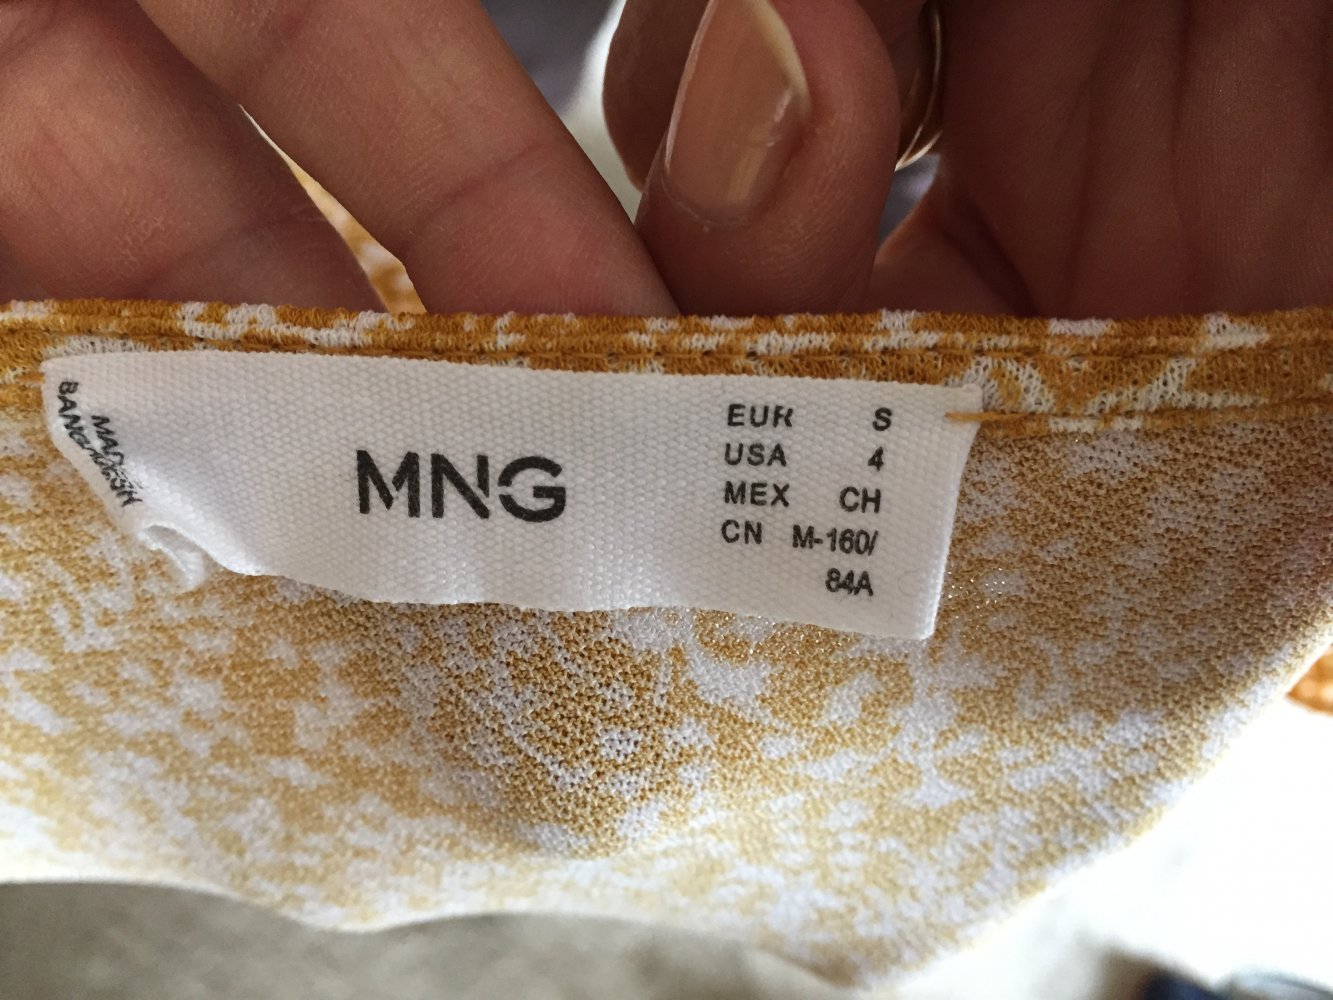 MADE IN
BANGLADESH
MNG
EUR S
USA 4
MEX CH
CN M-160/
84A